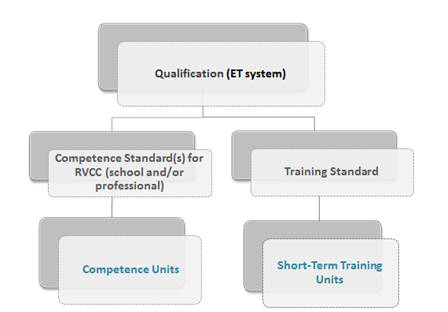 Qualification (ET system)
Competence Standard(s) for
RVCC (school and/or
professional)
Training Standard
Competence Units
Short-Term Training
Units